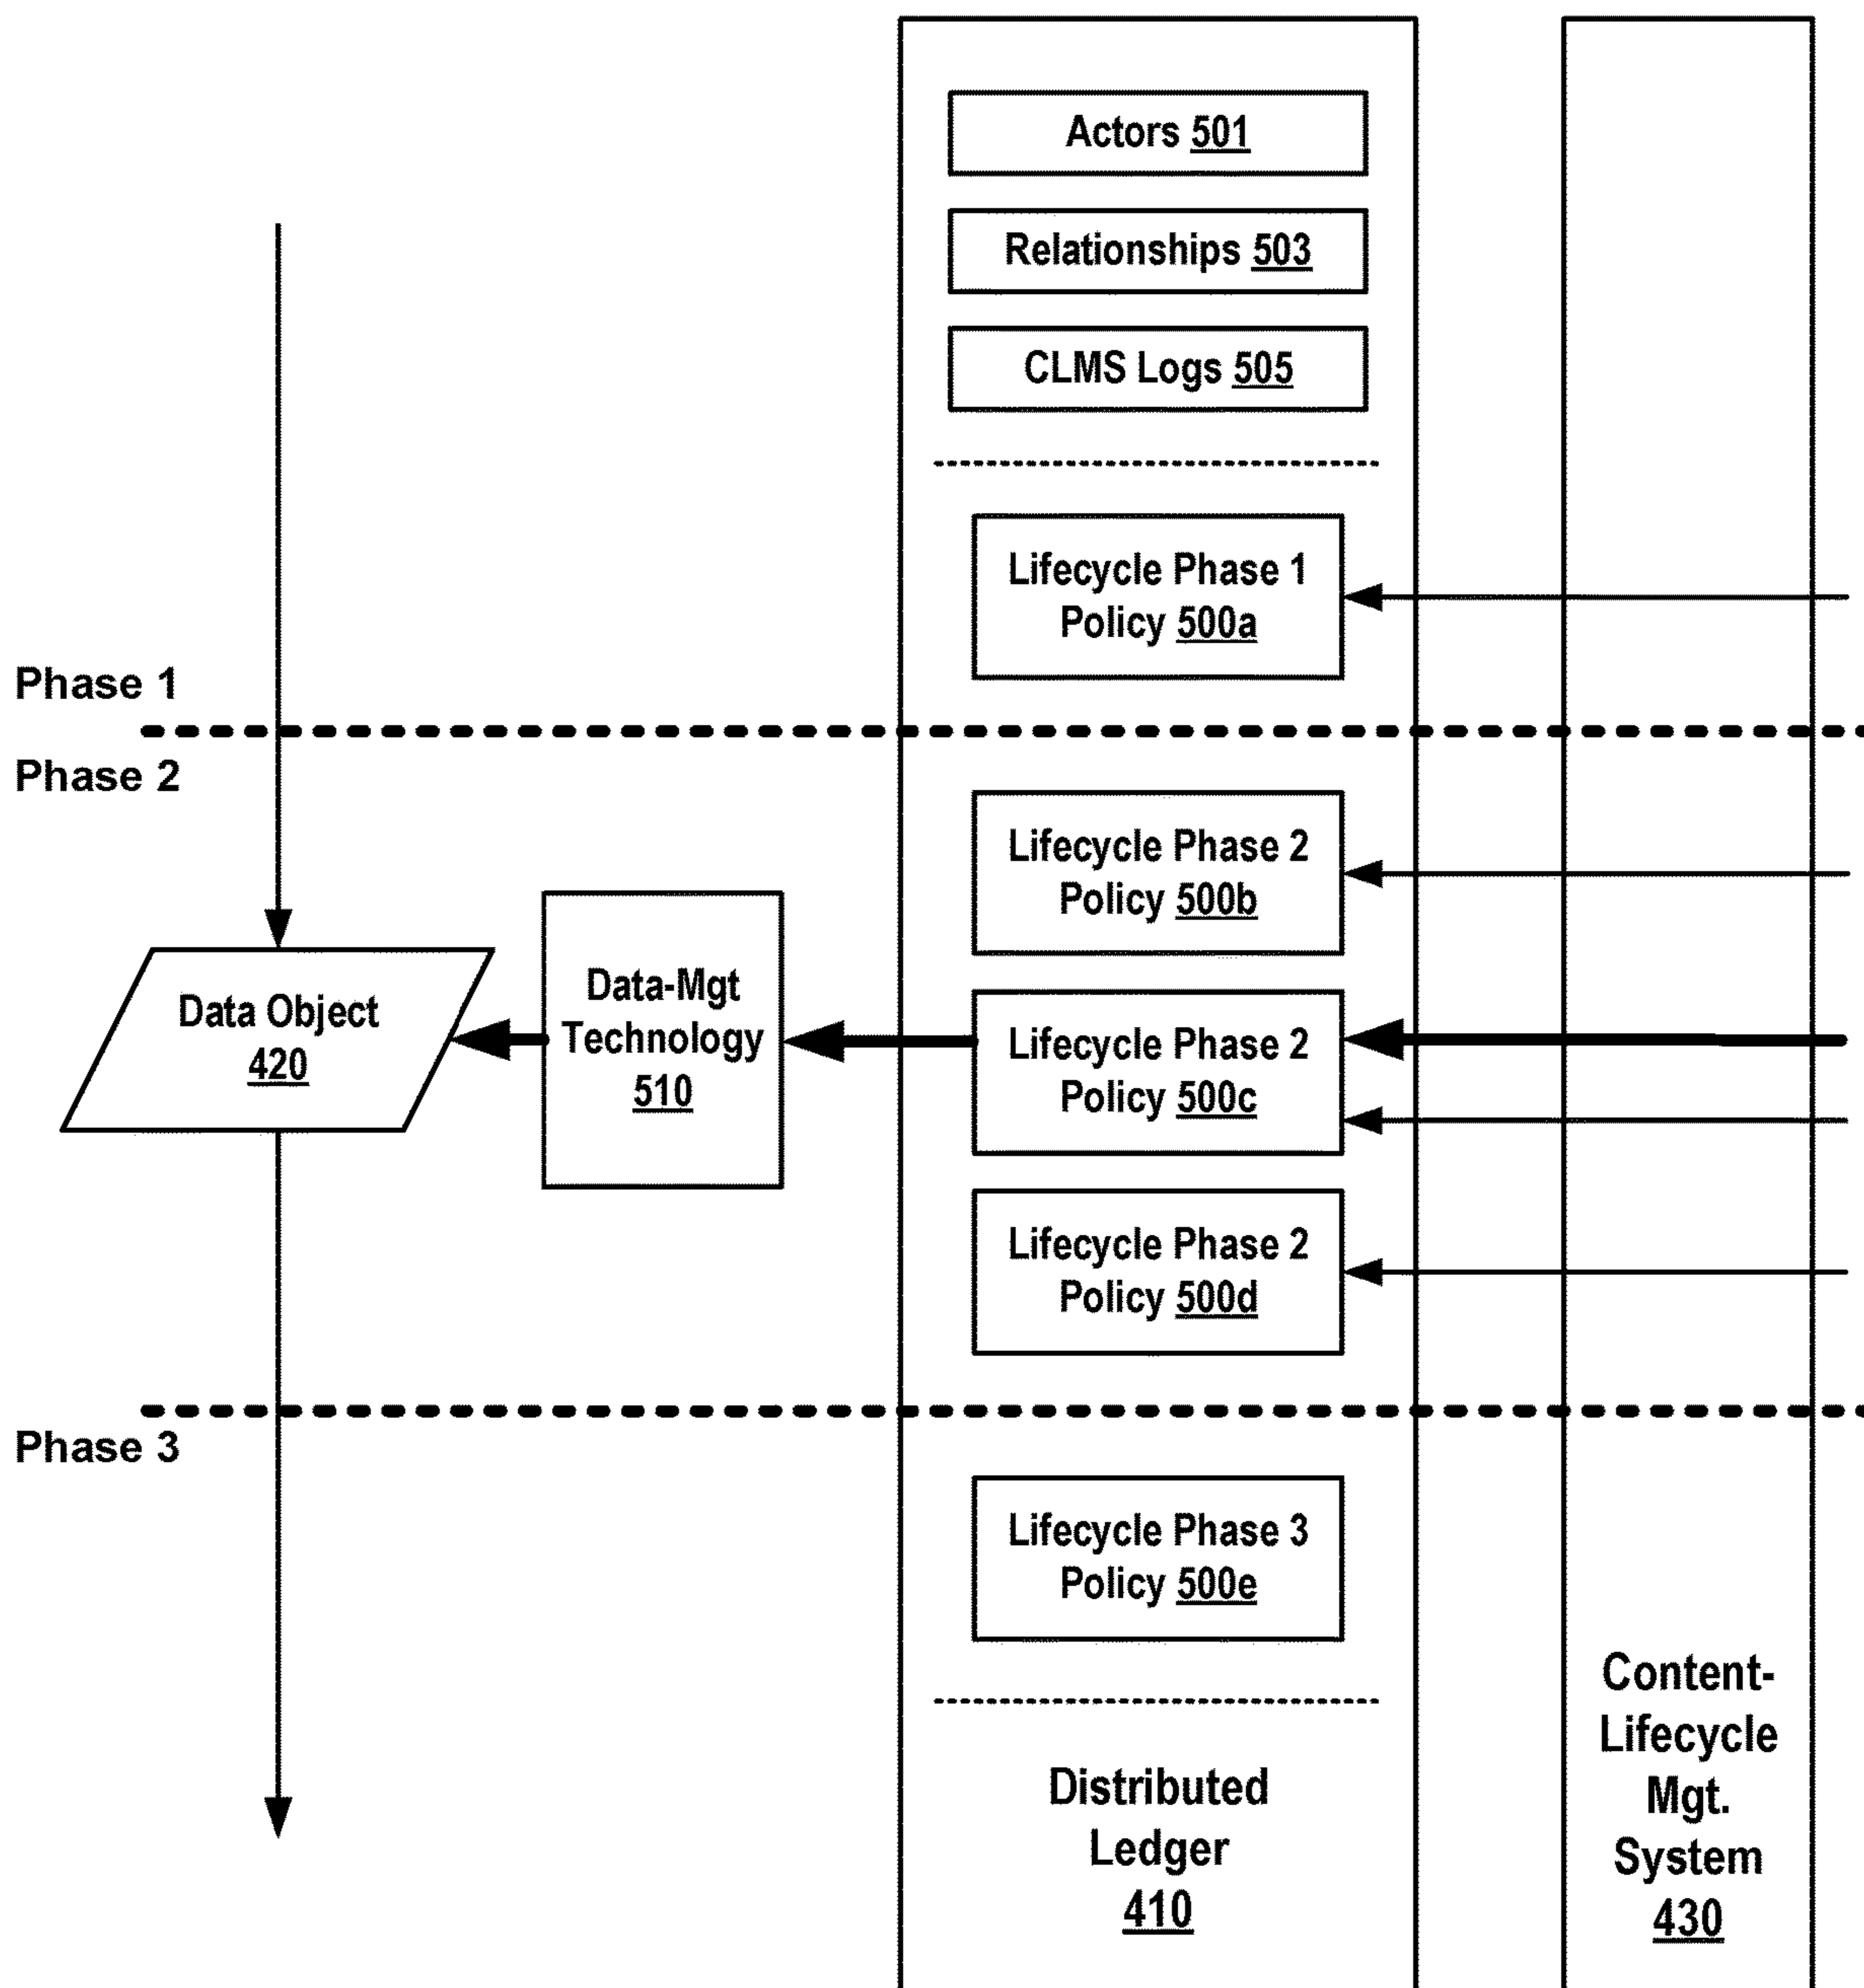 Actors 501
Relationships 503
CLMS Logs 505
Lifecycle Phase 1
Policy 500a
Phase 1
Phase 2
Lifecycle Phase 2
Policy 500b
Data Object
420
Data-Mgt
Technology
510
Lifecycle Phase 2
Policy 500c
Lifecycle Phase 2
Policy 500d
Phase 3
Lifecycle Phase 3
Policy 500e
Distributed
Ledger
410
Content-
Lifecycle
Mgt.
System
430